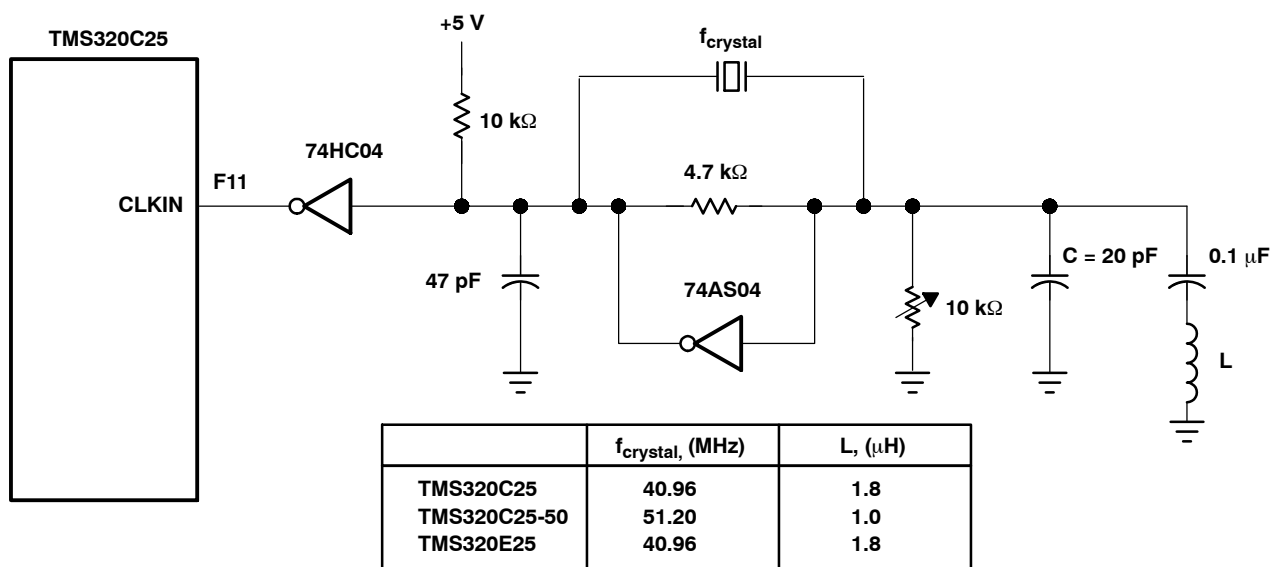 +5 V
TMS320C25
fcrystal
10 kΩ
74HC04
4.7 kΩ
F11
CLKIN
47 pF
C = 20 pF
0.1 µF
74AS04
10 kΩ
L
fcrystal, (MHz) L, (µH)
TMS320C25 40.96 1.8
TMS320C25-50 51.20 1.0
TMS320E25 40.96 1.8